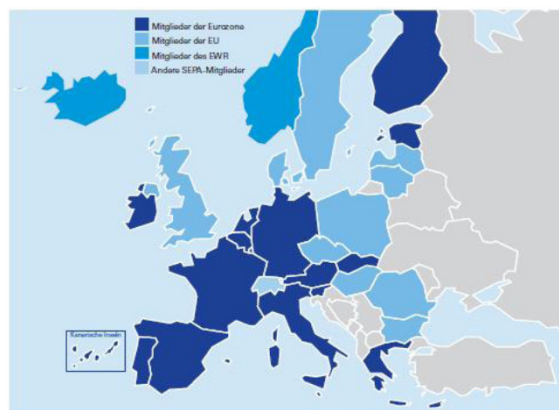 Mitglieder der Eurozone
Mitglieder der EU
Mitglieder des EWR
Andere SEPA-Mitglieder
Kanarische Inseln